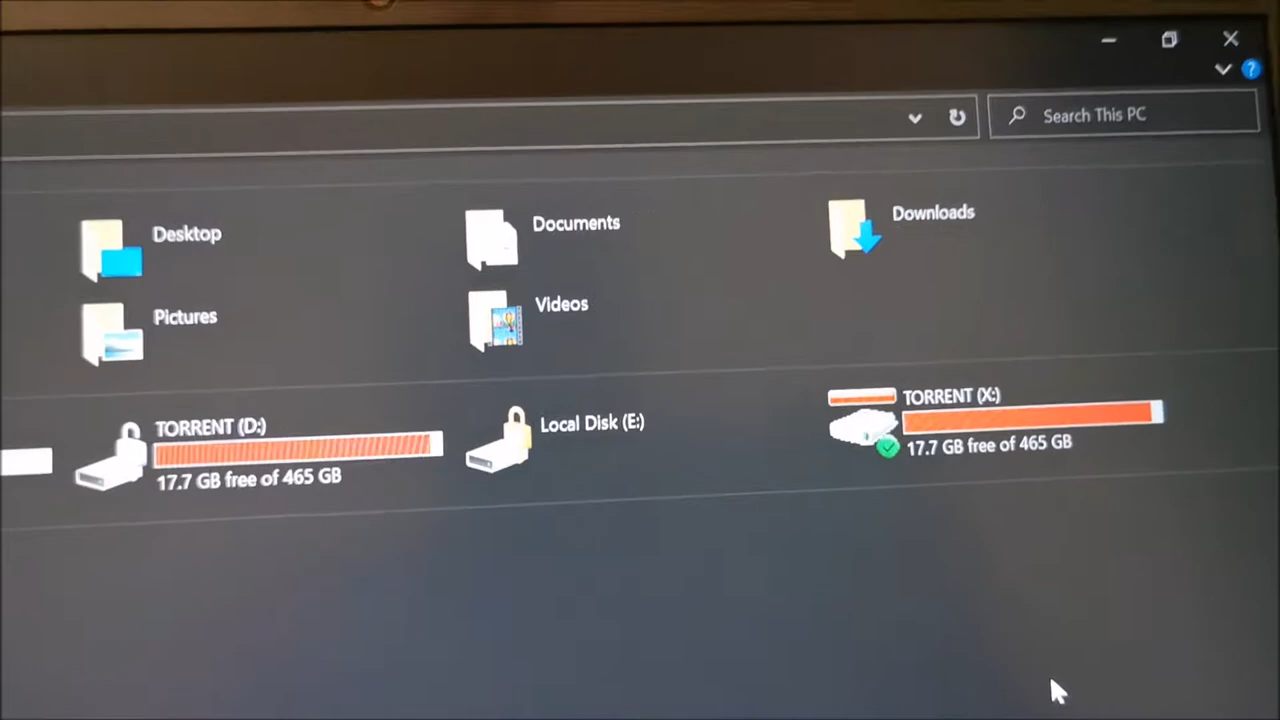 Search This PC
Desktop
Documents
Downloads
Pictures
Videos
TORRENT (D:)
17.7 GB free of 465 GB
Local Disk (E:)
TORRENT (X:)
17.7 GB free of 465 GB